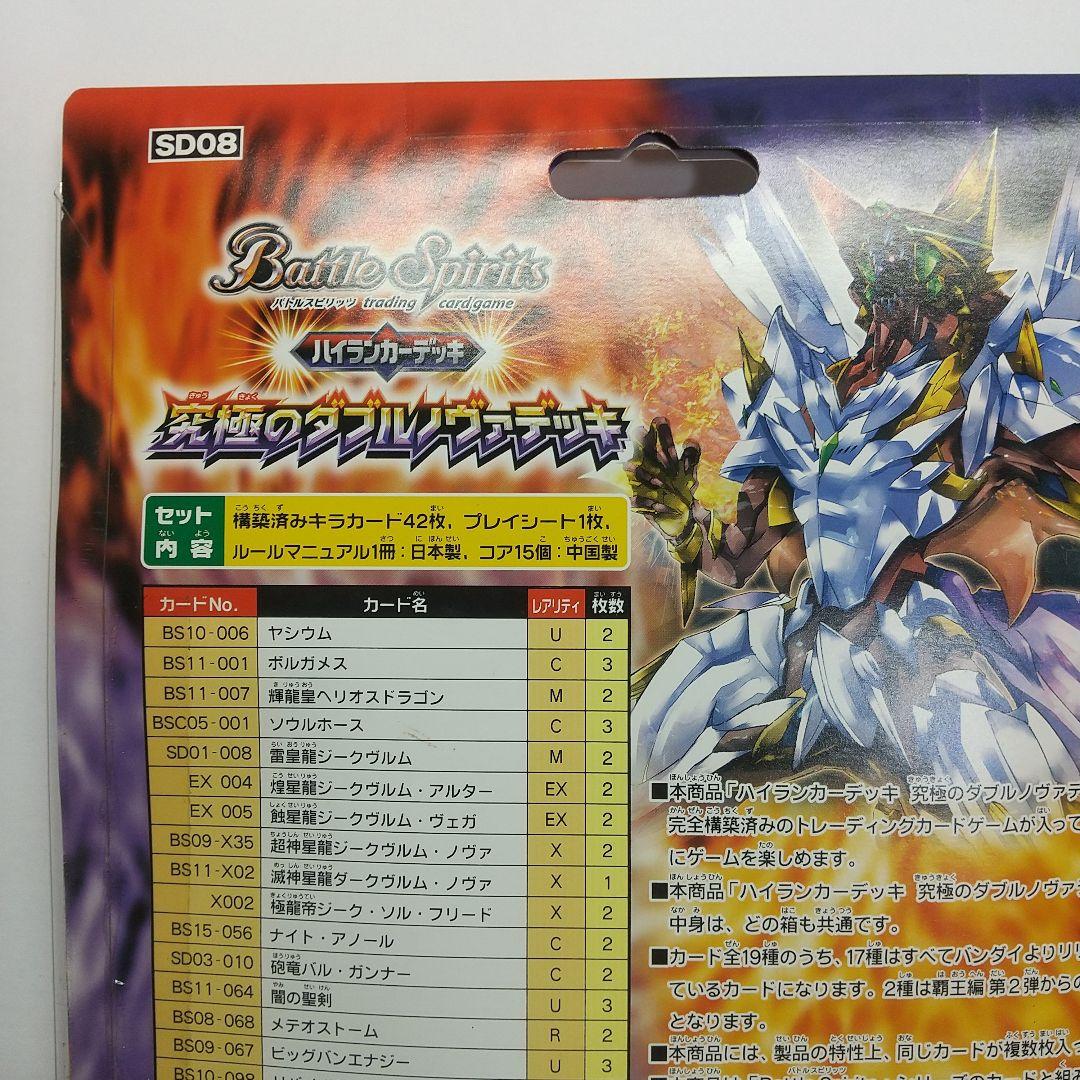 SD08
Battle Spirits
バトルスピリッツ trading card game
ハイランカーデッキ
究極のダブルノヴァデッキ
セット内容
構築済みキラカード42枚, プレイシート1枚,
ルールマニュアル1冊:日本製, コア15個:中国製
カードNo. カード名 レアリティ 枚数
BS10-006 ヤシウム U 2
BS11-001 ボルガメス C 3
BS11-007 輝龍皇ヘリオスドラゴン M 2
BSC05-001 ソウルホース C 3
SD01-008 雷皇龍ジークヴルム M 2
EX 004 煌星龍ジークヴルム・アルター EX 2
EX 005 蝕星龍ジークヴルム・ヴェガ EX 2
BS09-X35 超神星龍ジークヴルム・ノヴァ X 2
BS11-X02 滅神星龍ダークヴルム・ノヴァ X 1
X002 極龍帝ジーク・ソル・フリード X 2
BS15-056 ナイト・アノール C 2
SD03-010 砲竜バル・ガンナー C 2
BS11-064 闇の聖剣 U 3
BS08-068 メテオストーム R 2
BS09-067 ビッグバンエナジー U 3
BS10-098
■本商品「ハイランカーデッキ 究極のダブルノヴァデ
完全構築済みのトレーディングカードゲームが入って
にゲームを楽しめます。
■本商品「ハイランカーデッキ 究極のダブルノヴァデ
中身は、どの箱も共通です。
■カード全19種のうち、17種はすべてバンダイよりリリ
ているカードになります。2種は覇王編 第2弾からの
となります。
■本商品には、製品の特性上、同じカードが複数枚入っ